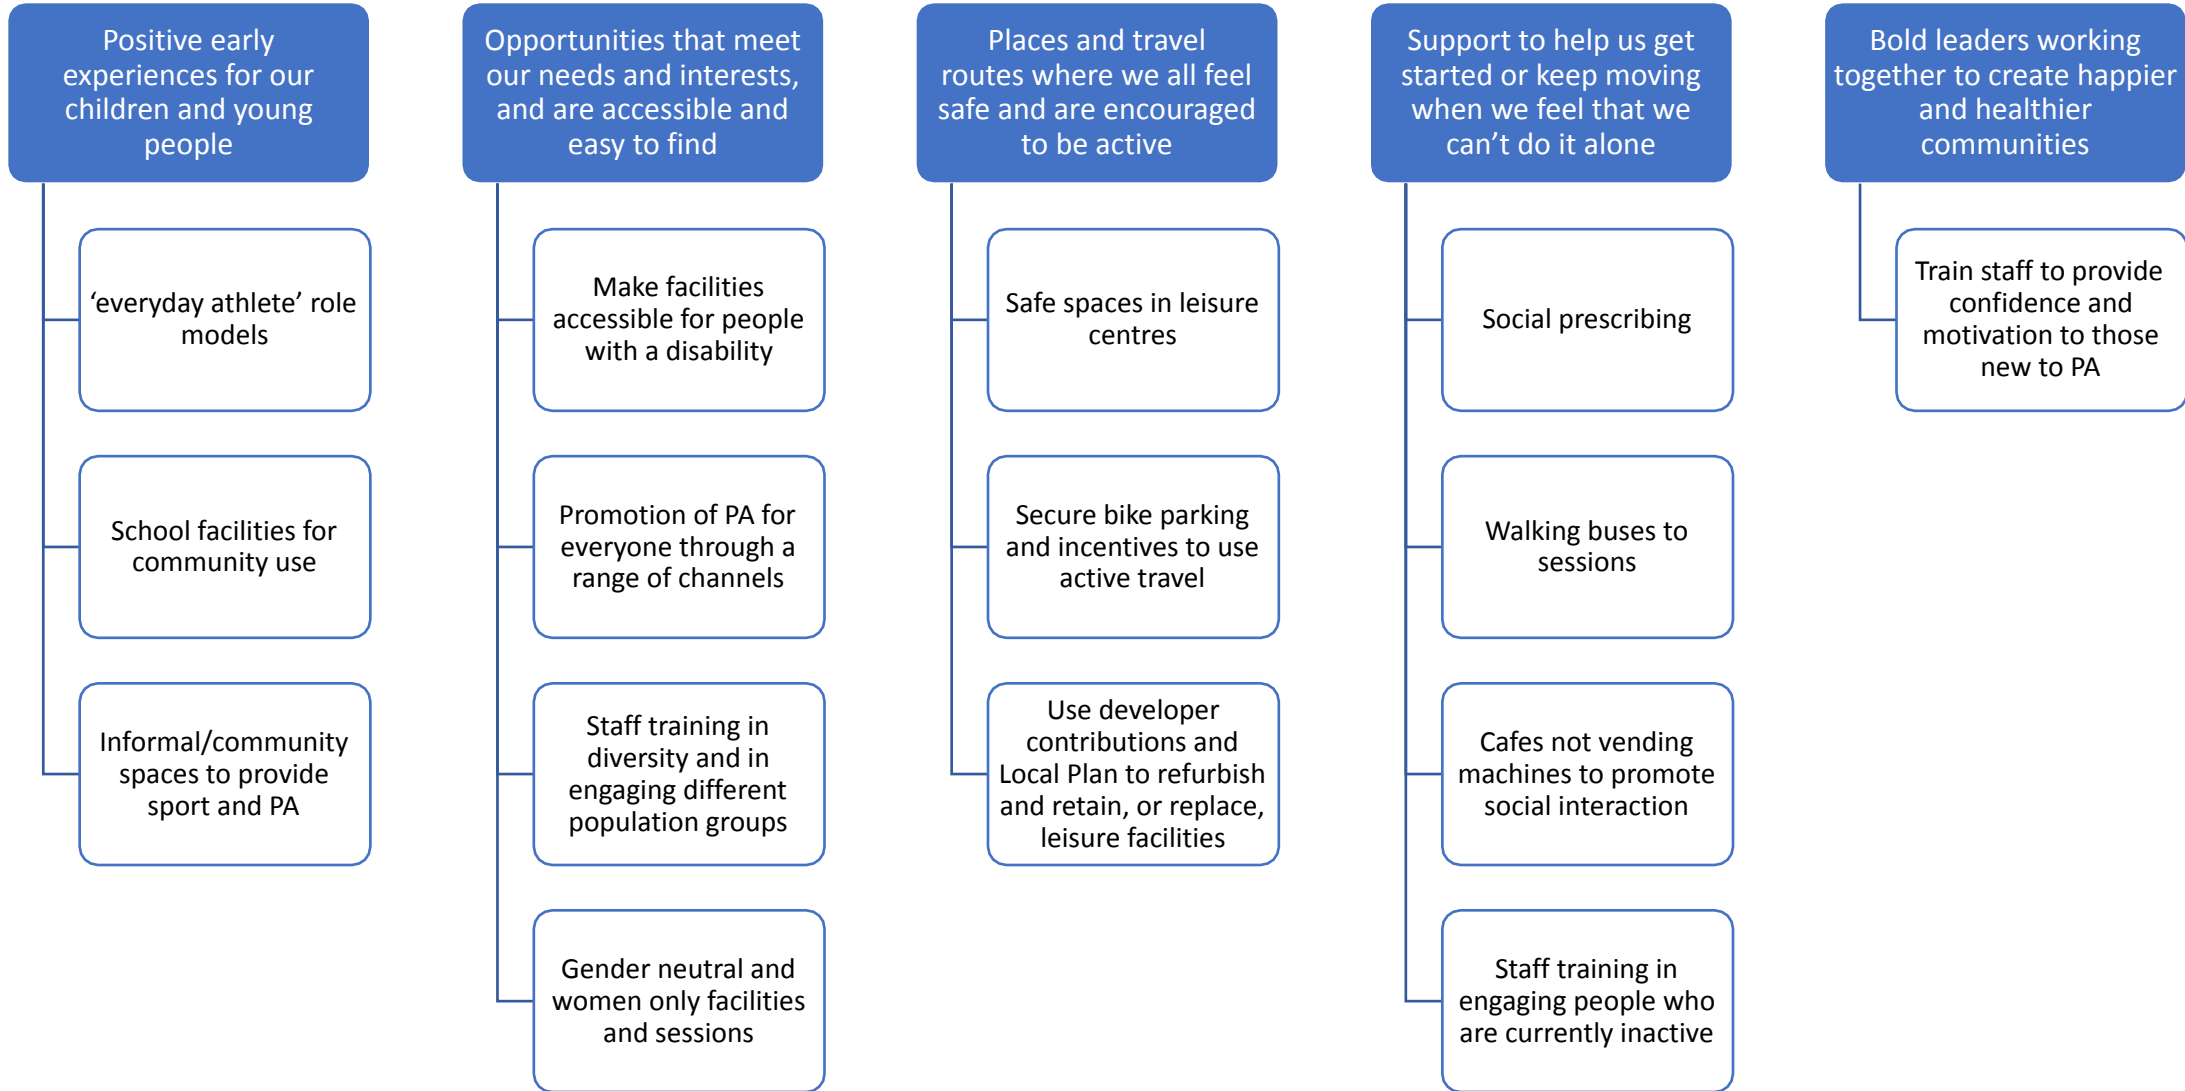 Positive early
experiences for our
children and young
people
‘everyday athlete’ role
models
School facilities for
community use
Informal/community
spaces to provide
sport and PA
Opportunities that meet
our needs and interests,
and are accessible and
easy to find
Make facilities
accessible for people
with a disability
Promotion of PA for
everyone through a
range of channels
Staff training in
diversity and in
engaging different
population groups
Gender neutral and
women only facilities
and sessions
Places and travel
routes where we all feel
safe and are encouraged
to be active
Safe spaces in leisure
centres
Secure bike parking
and incentives to use
active travel
Use developer
contributions and
Local Plan to refurbish
and retain, or replace,
leisure facilities
Support to help us get
started or keep moving
when we feel that we
can’t do it alone
Social prescribing
Walking buses to
sessions
Cafes not vending
machines to promote
social interaction
Staff training in
engaging people who
are currently inactive
Bold leaders working
together to create happier
and healthier
communities
Train staff to provide
confidence and
motivation to those
new to PA